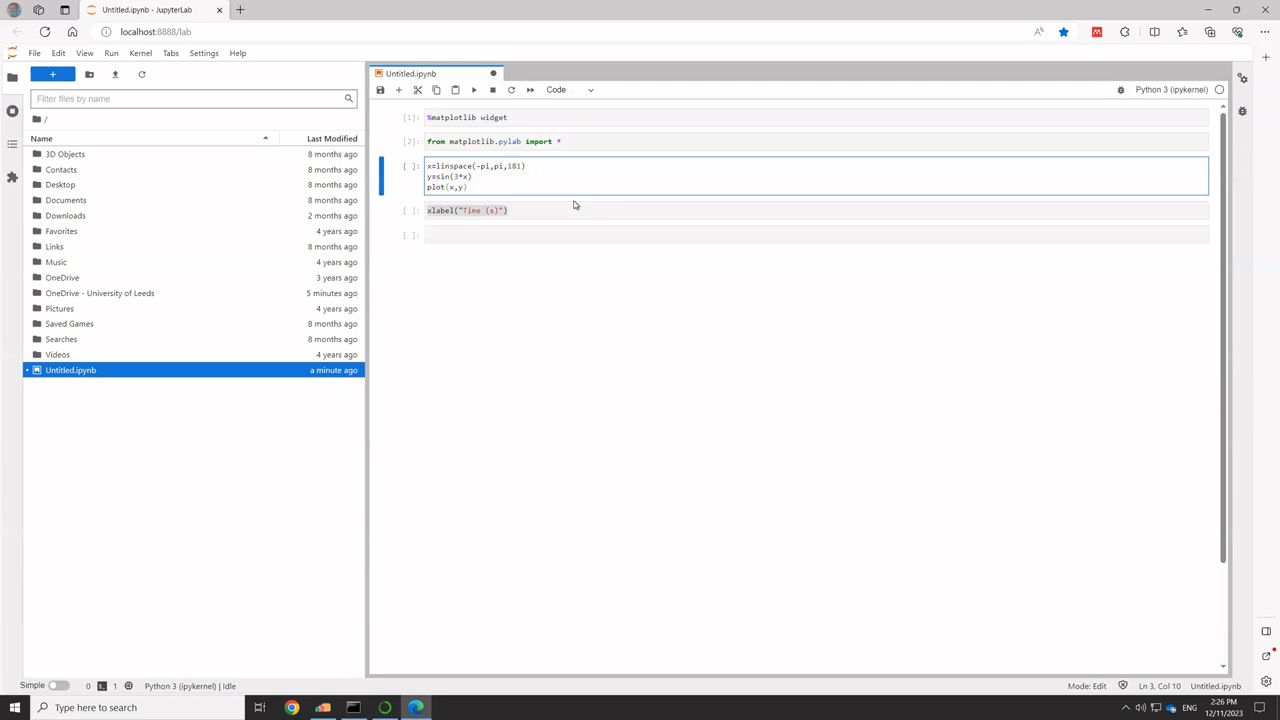 Untitled.ipynb - JupyterLab
localhost:8888/lab
File Edit View Run Kernel Tabs Settings Help
Untitled.ipynb
Code
Python 3 (ipykernel)
Filter files by name
/
Name Last Modified
3D Objects 8 months ago
Contacts 8 months ago
Desktop 8 months ago
Documents 8 months ago
Downloads 2 months ago
Favorites 4 years ago
Links 8 months ago
Music 4 years ago
OneDrive 3 years ago
OneDrive - University of Leeds 5 minutes ago
Pictures 4 years ago
Saved Games 8 months ago
Searches 8 months ago
Videos 4 years ago
Untitled.ipynb a minute ago
[1]: %matplotlib widget
[2]: from matplotlib.pylab import *
[ ]: x=linspace(-pi,pi,181)
y=sin(3*x)
plot(x,y)
[ ]: xlabel("Time (s)")
[ ]:
Simple 0 1 Python 3 (ipykernel) | Idle Mode: Edit Ln 3, Col 10 Untitled.ipynb
Type here to search
ENG
2:26 PM
12/11/2023